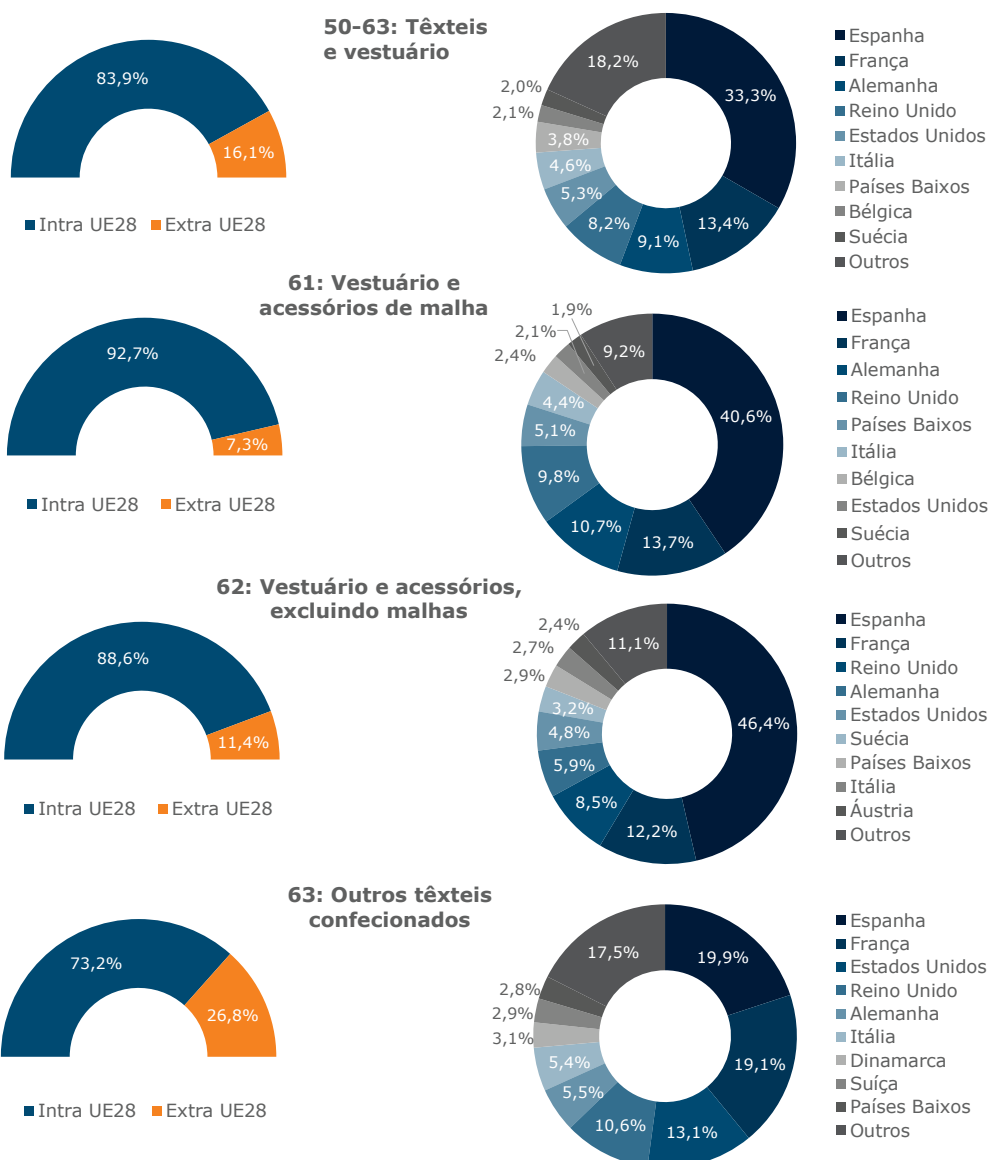 50-63: Têxteis
e vestuário
83,9%
16,1%
Intra UE28 Extra UE28
33,3%
13,4%
9,1%
8,2%
5,3%
4,6%
3,8%
2,1%
2,0%
18,2%
Espanha
França
Alemanha
Reino Unido
Estados Unidos
Itália
Países Baixos
Bélgica
Suécia
Outros
61: Vestuário e
acessórios de malha
92,7%
7,3%
Intra UE28 Extra UE28
40,6%
13,7%
10,7%
9,8%
5,1%
4,4%
2,4%
2,1%
1,9%
9,2%
Espanha
França
Alemanha
Reino Unido
Países Baixos
Itália
Bélgica
Estados Unidos
Suécia
Outros
62: Vestuário e acessórios,
excluindo malhas
88,6%
11,4%
Intra UE28 Extra UE28
46,4%
12,2%
8,5%
5,9%
4,8%
3,2%
2,9%
2,7%
2,4%
11,1%
Espanha
França
Reino Unido
Alemanha
Estados Unidos
Suécia
Países Baixos
Itália
Áustria
Outros
63: Outros têxteis
confecionados
73,2%
26,8%
Intra UE28 Extra UE28
19,9%
19,1%
13,1%
10,6%
5,5%
5,4%
3,1%
2,9%
2,8%
17,5%
Espanha
França
Estados Unidos
Reino Unido
Alemanha
Itália
Dinamarca
Suíça
Países Baixos
Outros